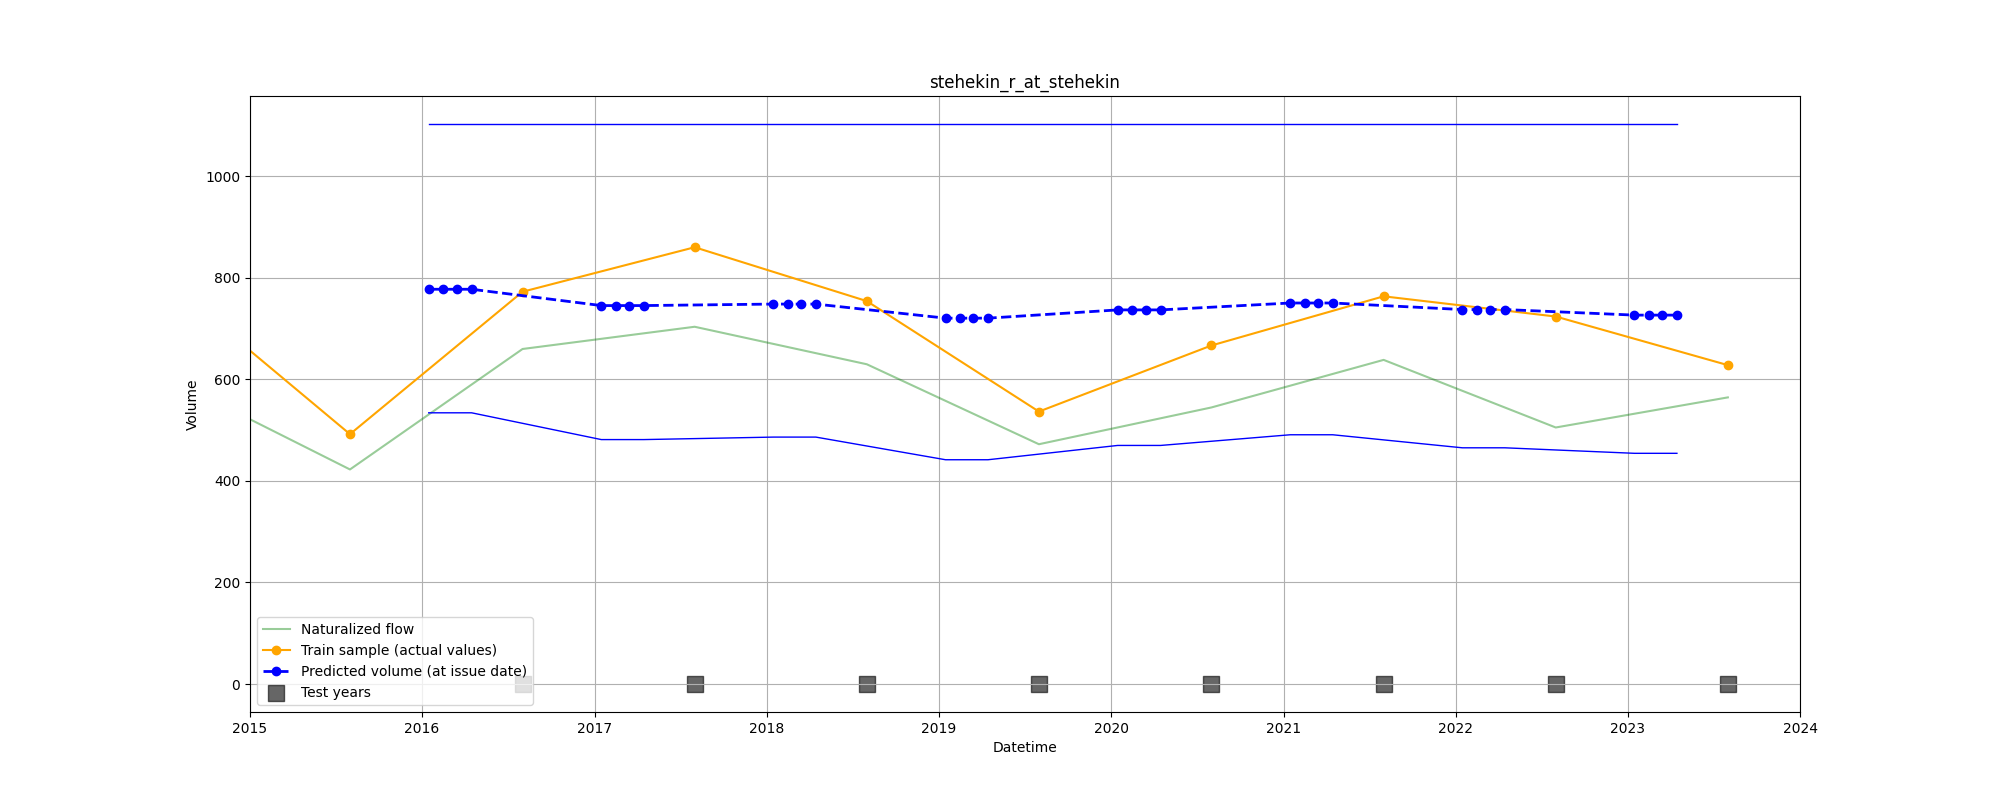 stehekin_r_at_stehekin
Volume
1000
800
600
400
200
0
Naturalized flow
Train sample (actual values)
Predicted volume (at issue date)
Test years
2015 2016 2017 2018 2019 2020 2021 2022 2023 2024
Datetime